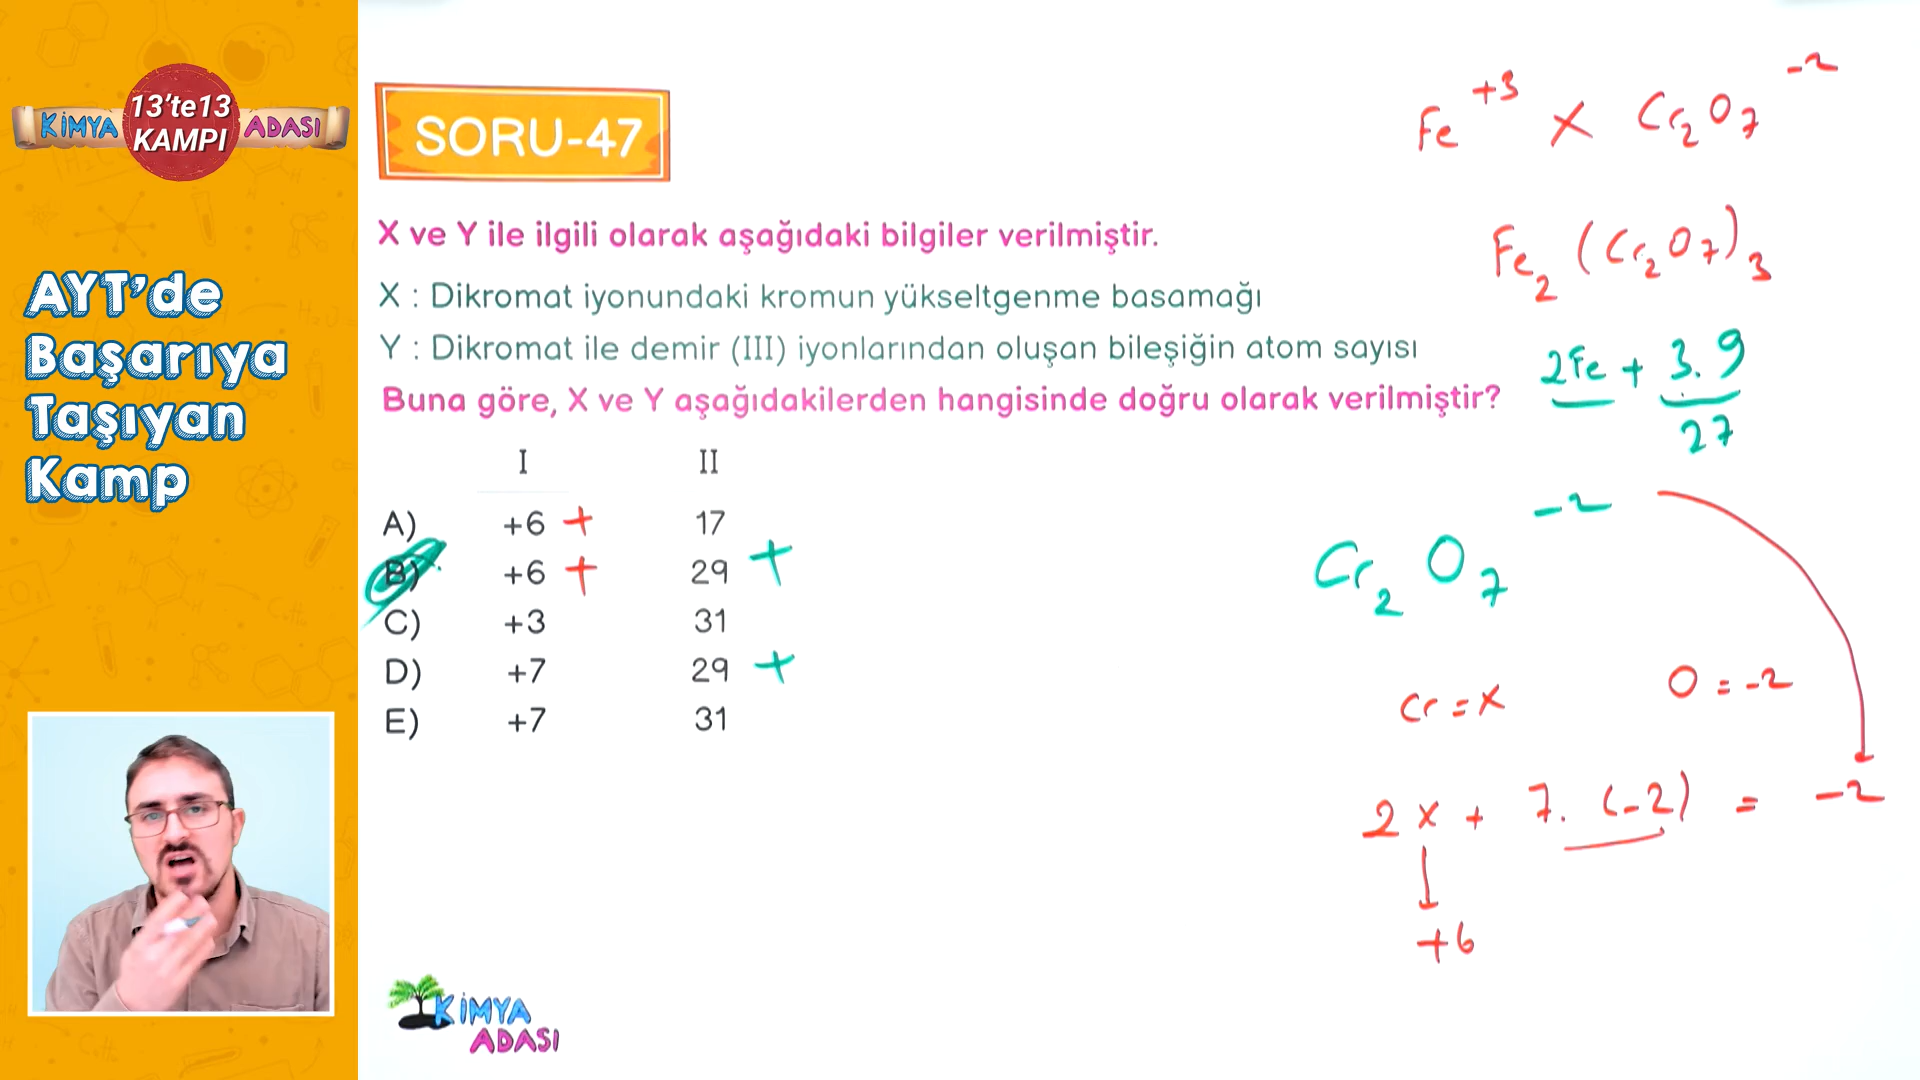 KİMYA 13'te13 KAMPI ADASI
AYT'de
Başarıya
Taşıyan
Kamp
SORU-47
X ve Y ile ilgili olarak aşağıdaki bilgiler verilmiştir.
X : Dikromat iyonundaki kromun yükseltgenme basamağı
Y : Dikromat ile demir (III) iyonlarından oluşan bileşiğin atom sayısı
Buna göre, X ve Y aşağıdakilerden hangisinde doğru olarak verilmiştir?
I II
A) +6 + 17
B) +6 + 29 +
C) +3 31
D) +7 29 +
E) +7 31
Fe +3 X Cr2O7 -2
Fe2 (Cr2O7)3
2Fe + 3.9
27
Cr2O7 -2
Cr = x O = -2
2x + 7. (-2) = -2
+6
KİMYA
ADASI